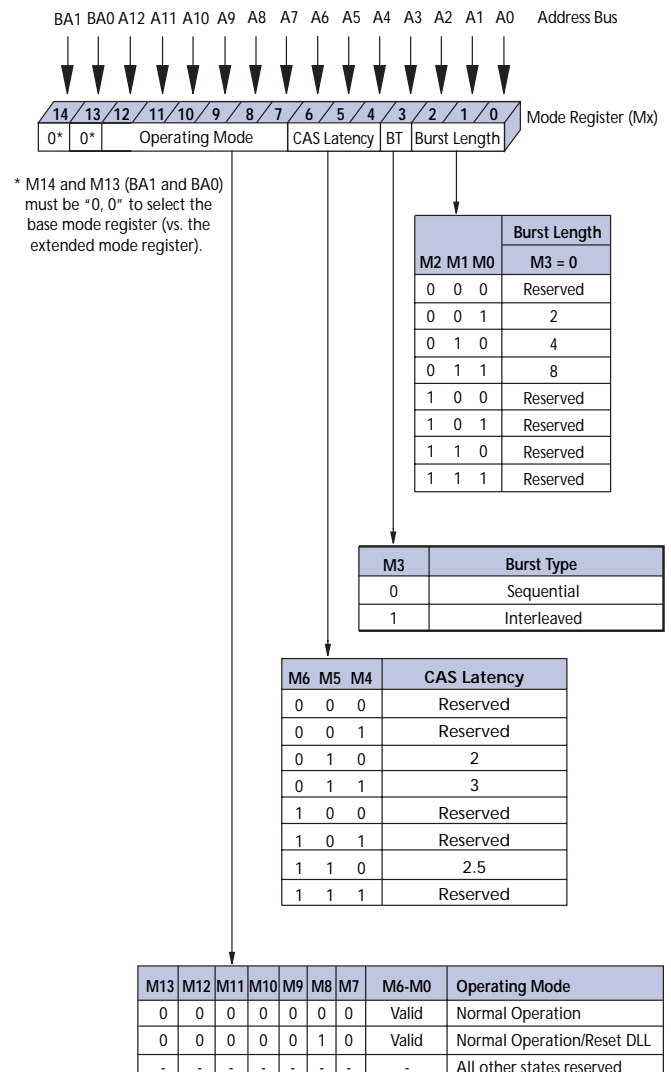 BA1 BA0 A12 A11 A10 A9 A8 A7 A6 A5 A4 A3 A2 A1 A0 Address Bus
14 13 12 11 10 9 8 7 6 5 4 3 2 1 0 Mode Register (Mx)
0* 0* Operating Mode CAS Latency BT Burst Length
* M14 and M13 (BA1 and BA0)
must be "0, 0" to select the
base mode register (vs. the
extended mode register).
Burst Length
M2 M1 M0 M3 = 0
0 0 0 Reserved
0 0 1 2
0 1 0 4
0 1 1 8
1 0 0 Reserved
1 0 1 Reserved
1 1 0 Reserved
1 1 1 Reserved
M3 Burst Type
0 Sequential
1 Interleaved
M6 M5 M4 CAS Latency
0 0 0 Reserved
0 0 1 Reserved
0 1 0 2
0 1 1 3
1 0 0 Reserved
1 0 1 Reserved
1 1 0 2.5
1 1 1 Reserved
M13 M12 M11 M10 M9 M8 M7 M6-M0 Operating Mode
0 0 0 0 0 0 0 Valid Normal Operation
0 0 0 0 0 1 0 Valid Normal Operation/Reset DLL
- - - - - - - - All other states reserved